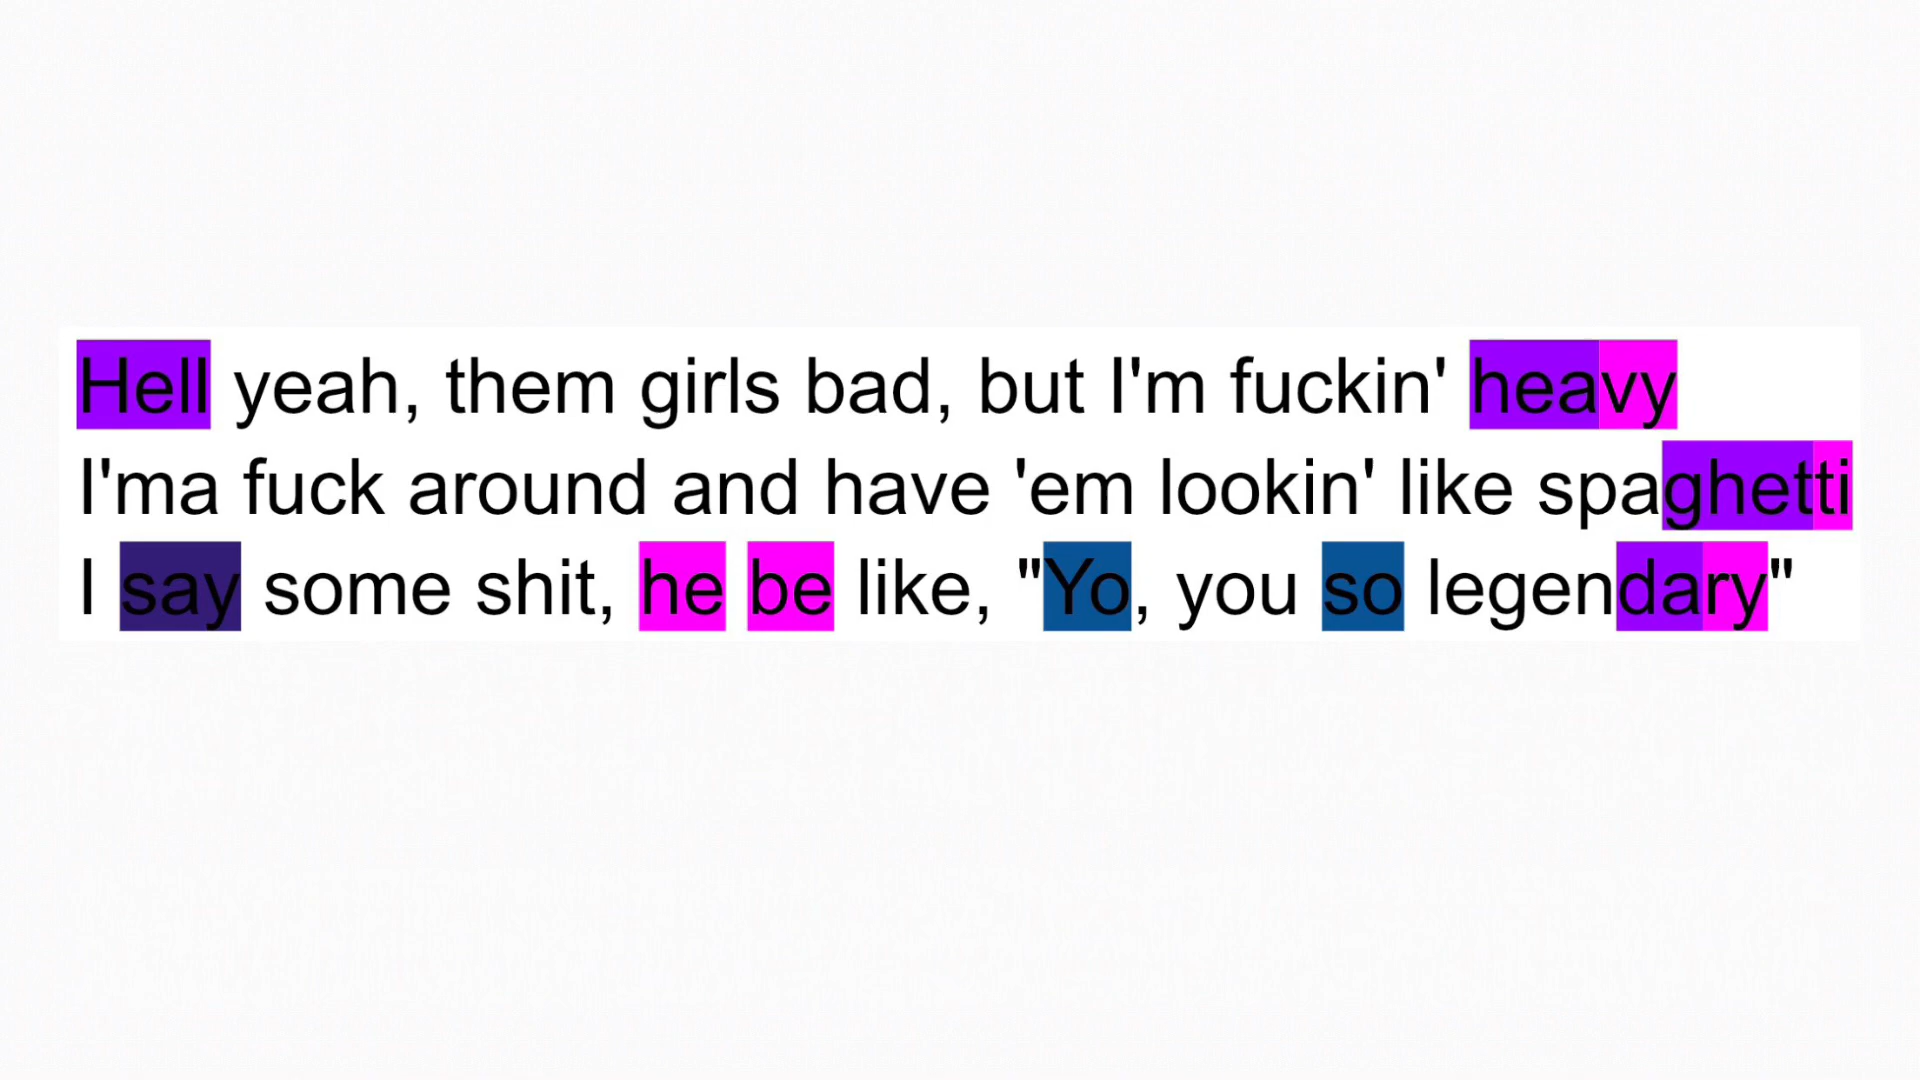 Hell yeah, them girls bad, but I'm fuckin' heavy
I'ma fuck around and have 'em lookin' like spaghetti
I say some shit, he be like, "Yo, you so legendary"